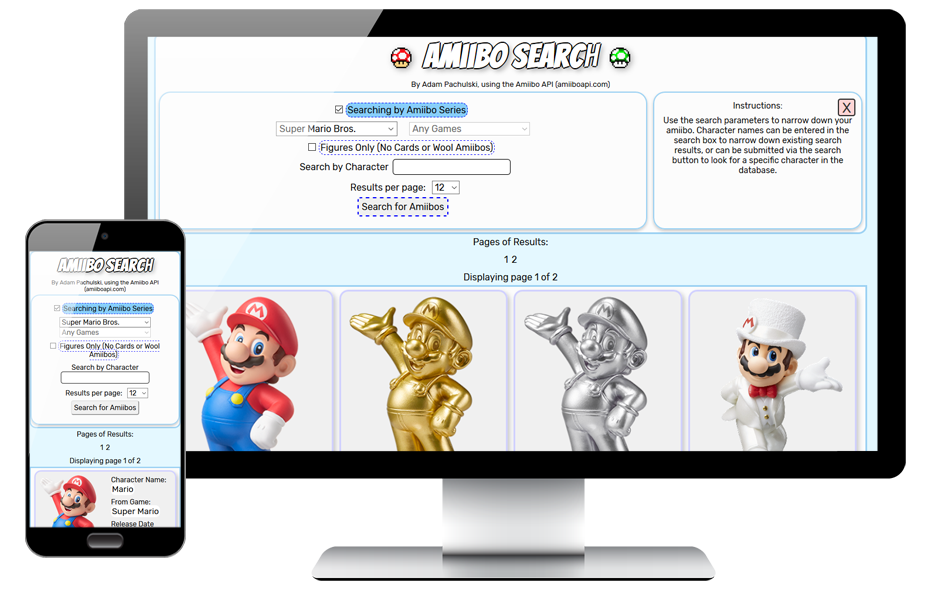 AMIIBO SEARCH
By Adam Pachulski, using the Amiibo API (amiiboapi.com)
Searching by Amiibo Series
Super Mario Bros.
Any Games
Figures Only (No Cards or Wool Amiibos)
Search by Character
Results per page: 12
Search for Amiibos
Instructions:
X
Use the search parameters to narrow down your
amiibo. Character names can be entered in the
search box to narrow down existing search
results, or can be submitted via the search
button to look for a specific character in the
database.
Pages of Results:
1 2
Displaying page 1 of 2
AMIIBO SEARCH
By Adam Pachulski, using the Amiibo API
(amiiboapi.com)
Searching by Amiibo Series
Super Mario Bros.
Any Games
Figures Only (No Cards or Wool
Amiibos)
Search by Character
Results per page: 12
Search for Amiibos
Pages of Results:
1 2
Displaying page 1 of 2
Character Name:
Mario
From Game:
Super Mario
Release Date